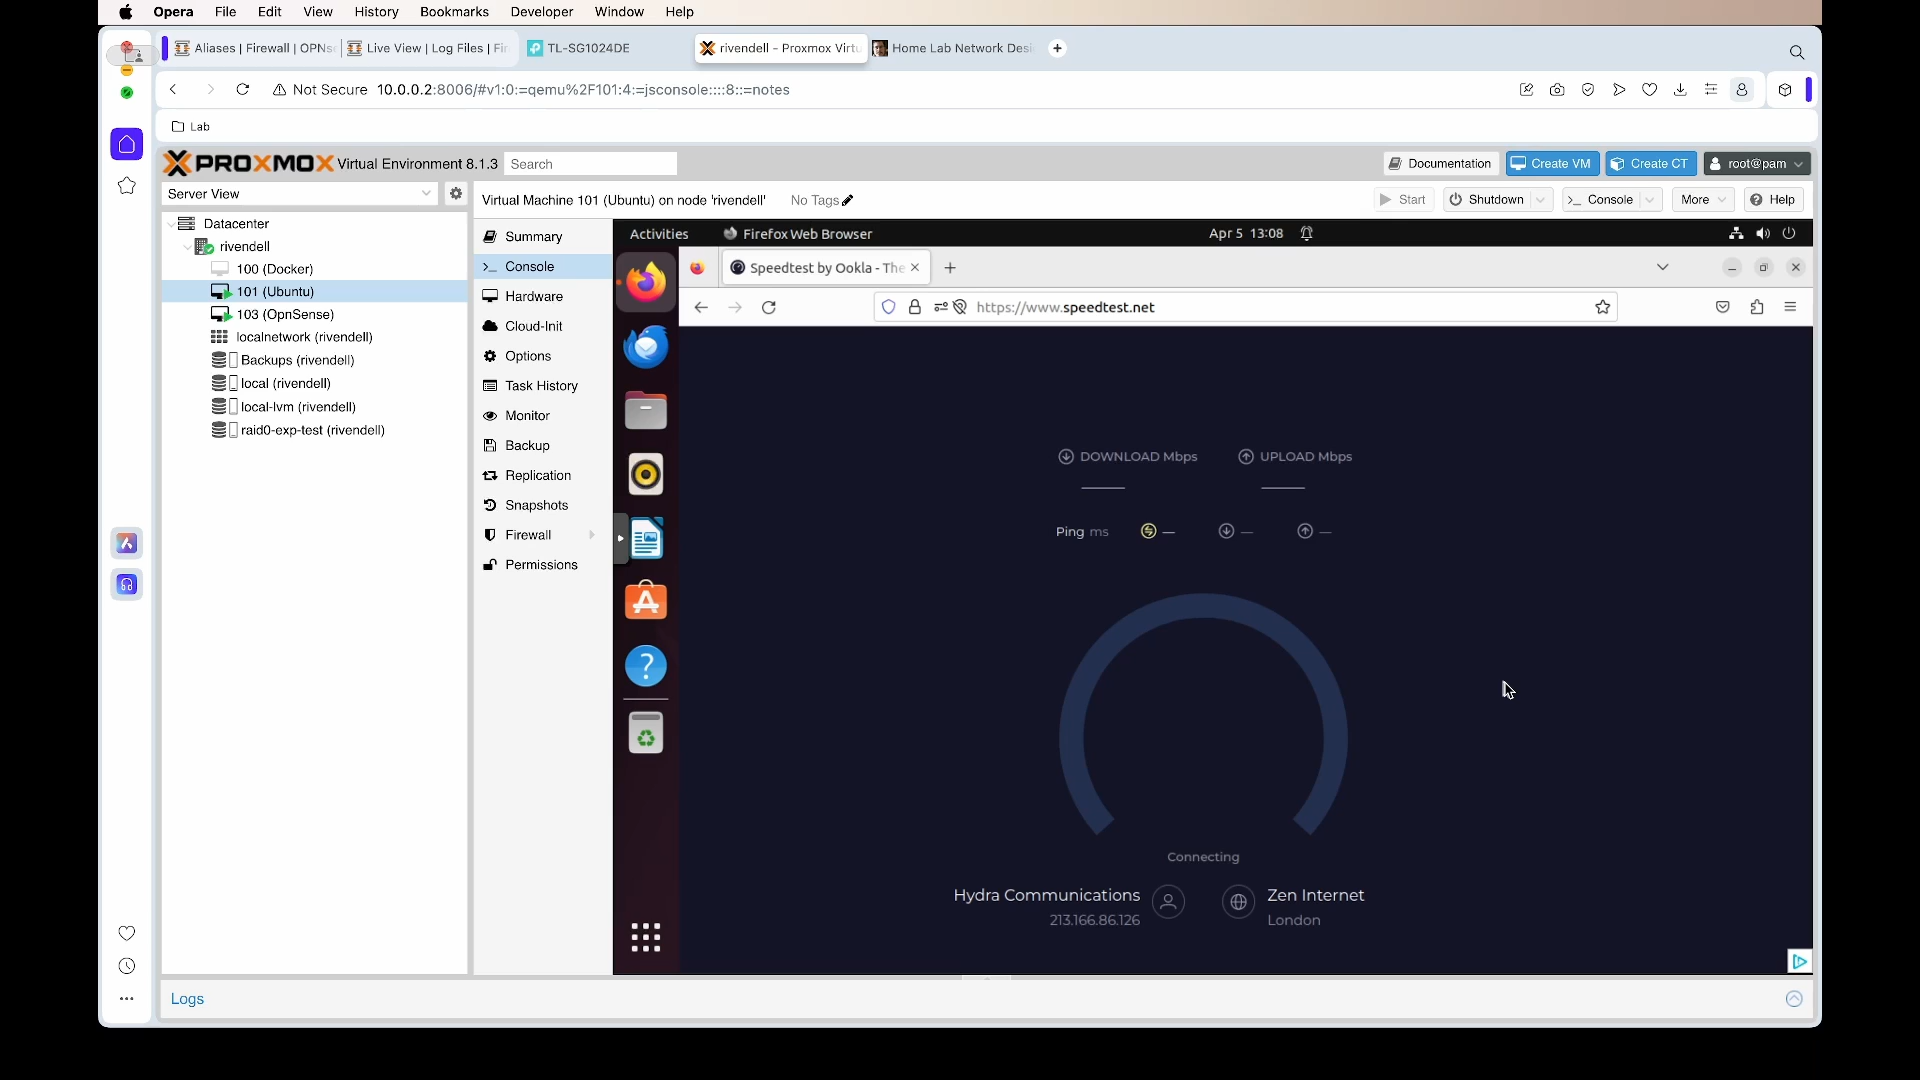 Opera File Edit View History Bookmarks Developer Window Help
Aliases | Firewall | OPNs Live View | Log Files | Fir TL-SG1024DE rivendell - Proxmox Virtu Home Lab Network Desi
Not Secure 10.0.0.2:8006/#v1:0:=qemu%2F101:4:=jsconsole::::8::=notes
Lab
PROXMOX Virtual Environment 8.1.3 Search Documentation Create VM Create CT root@pam
Server View
Virtual Machine 101 (Ubuntu) on node 'rivendell' No Tags Start Shutdown >_ Console More Help
Datacenter
rivendell
100 (Docker)
101 (Ubuntu)
103 (OpnSense)
localnetwork (rivendell)
Backups (rivendell)
local (rivendell)
local-lvm (rivendell)
raid0-exp-test (rivendell)
Summary
>_ Console
Hardware
Cloud-Init
Options
Task History
Monitor
Backup
Replication
Snapshots
Firewall
Permissions
Activities Firefox Web Browser Apr 5 13:08
Speedtest by Ookla - The
https://www.speedtest.net
DOWNLOAD Mbps UPLOAD Mbps
Ping ms — — —
Connecting
Hydra Communications Zen Internet
213.166.86.126 London
Logs